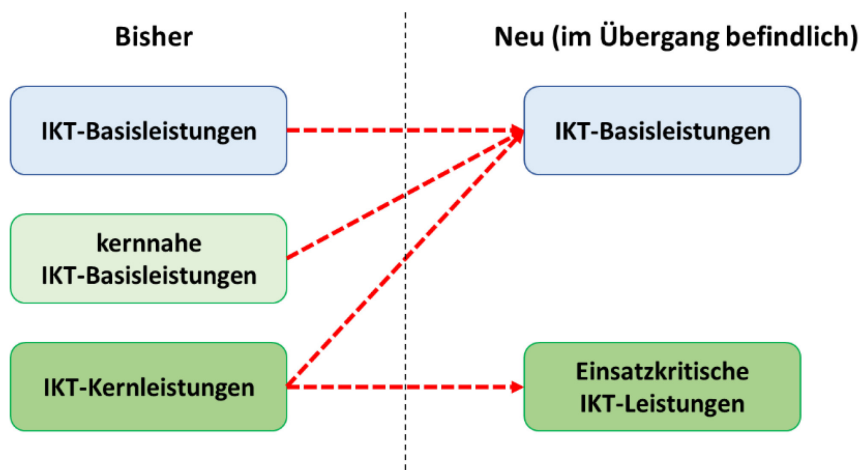 Bisher
Neu (im Übergang befindlich)
IKT-Basisleistungen
IKT-Basisleistungen
kernnahe
IKT-Basisleistungen
IKT-Kernleistungen
Einsatzkritische
IKT-Leistungen